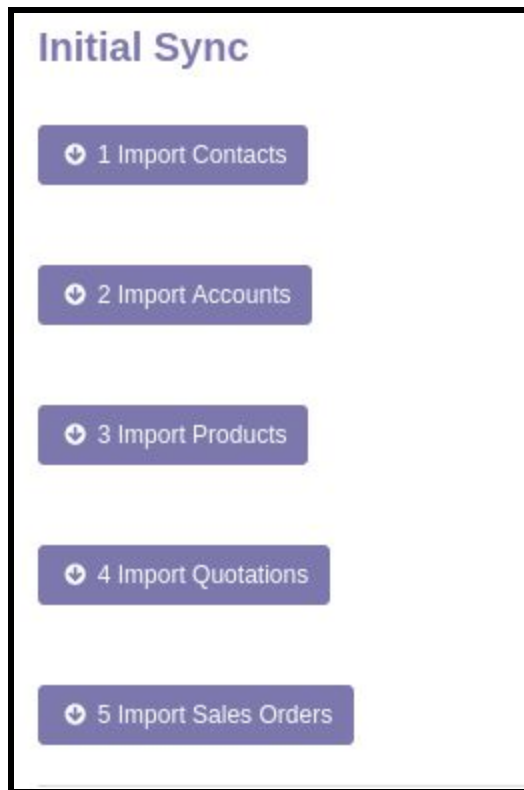 Initial Sync
1 Import Contacts
2 Import Accounts
3 Import Products
4 Import Quotations
5 Import Sales Orders